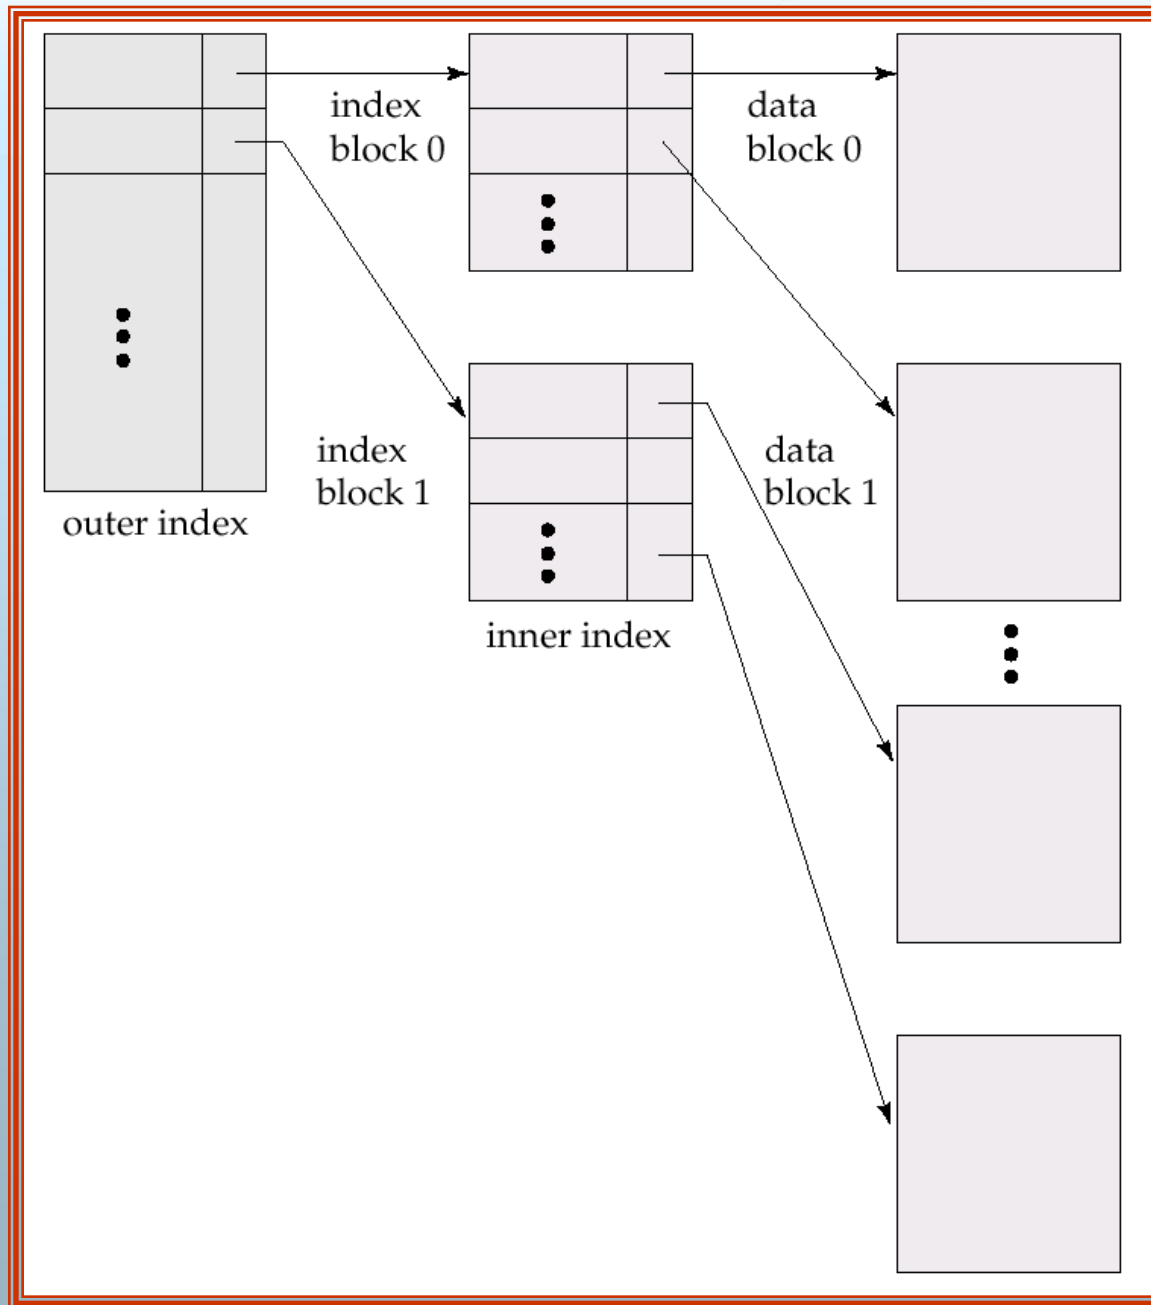 index
block 0
data
block 0
index
block 1
data
block 1
outer index
inner index